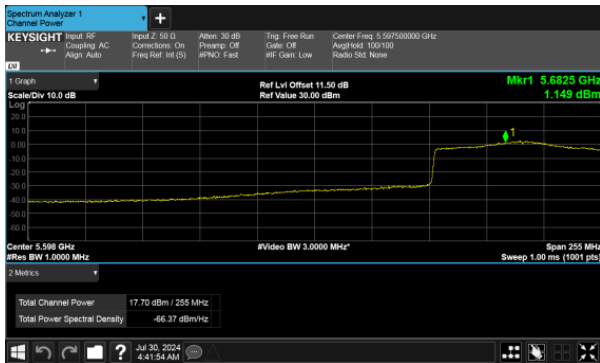 Spectrum Analyzer 1
Channel Power
+
KEYSIGHT Input: RF Input Z: 50 Ω Atten: 30 dB Trig: Free Run Center Freq: 5.597500000 GHz
Coupling: AC Corrections: On Preamp: Off Gate: Off Avg|Hold: 100/100
Align: Auto Freq Ref: Int (S) #PNO: Fast #IF Gain: Low Radio Std: None
1 Graph Ref Lvl Offset 11.50 dB Mkr1 5.6825 GHz
Scale/Div 10.0 dB Ref Value 30.00 dBm 1.149 dBm
Log
20.0
10.0
0.00
1
-10.0
-20.0
-30.0
-40.0
-50.0
-60.0
Center 5.598 GHz #Video BW 3.0000 MHz* Span 255 MHz
#Res BW 1.0000 MHz Sweep 1.00 ms (1001 pts)
2 Metrics
Total Channel Power 17.70 dBm / 255 MHz
Total Power Spectral Density -66.37 dBm/Hz
Jul 30, 2024
4:41:54 AM
?